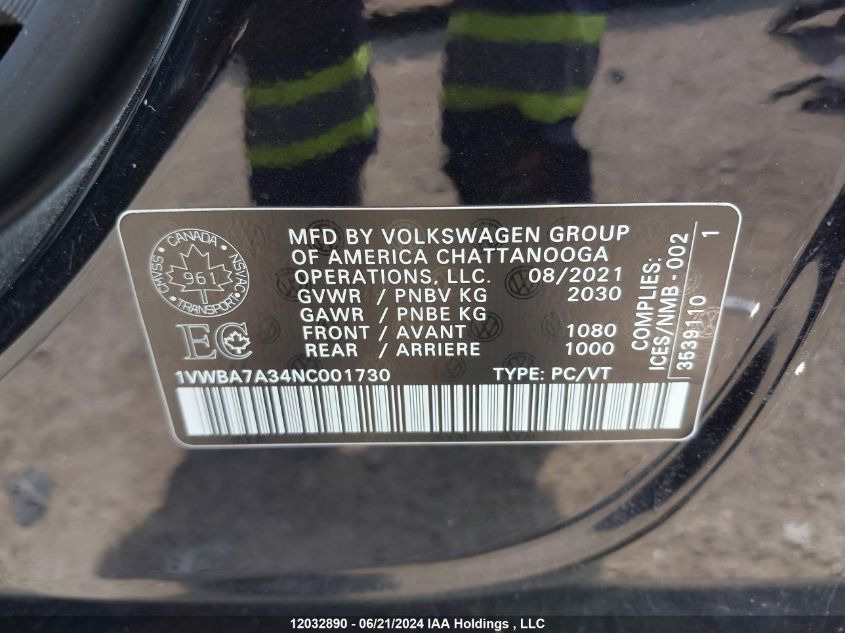 CANADA
CMVSS
961
NSVAC
TRANSPORT
EC
MFD BY VOLKSWAGEN GROUP
OF AMERICA CHATTANOOGA
OPERATIONS, LLC. 08/2021
GVWR / PNBV KG 2030
GAWR / PNBE KG
FRONT / AVANT 1080
REAR / ARRIERE 1000
1VWBA7A34NC001730 TYPE: PC/VT
COMPLIES:
ICES/NMB-002
3539110 1
12032890 - 06/21/2024 IAA Holdings , LLC